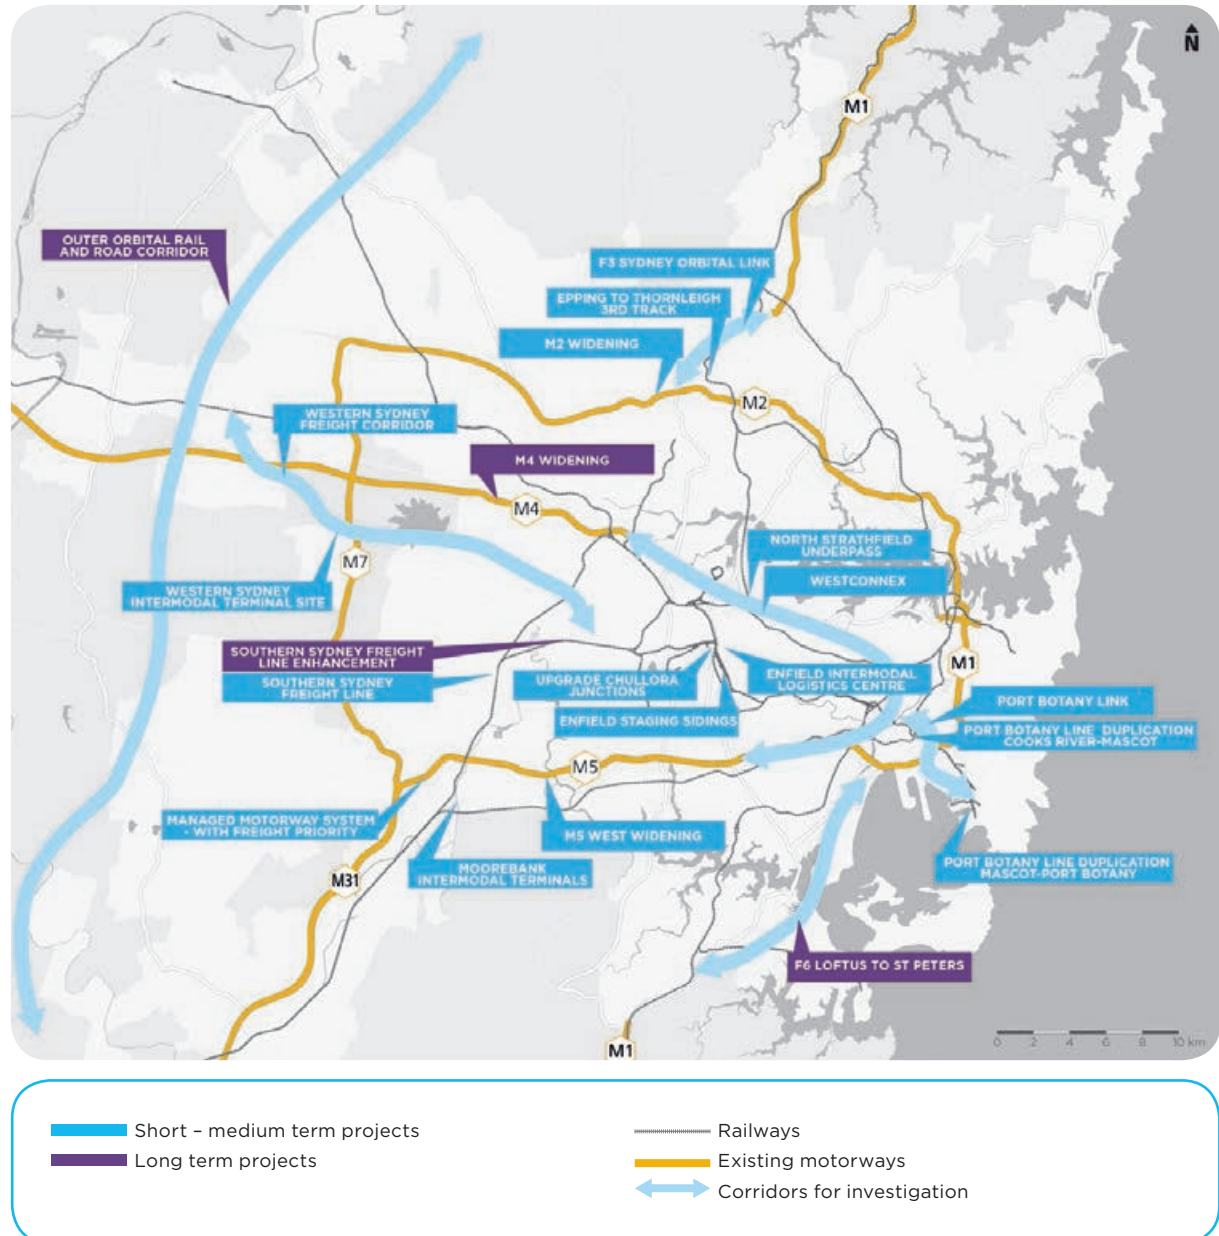 N
M1
OUTER ORBITAL RAIL
AND ROAD CORRIDOR
F3 SYDNEY ORBITAL LINK
EPPING TO THORNLEIGH
3RD TRACK
M2 WIDENING
M2
WESTERN SYDNEY
FREIGHT CORRIDOR
M4 WIDENING
M4
NORTH STRATHFIELD
UNDERPASS
M7
WESTCONNEX
WESTERN SYDNEY
INTERMODAL TERMINAL SITE
SOUTHERN SYDNEY FREIGHT
LINE ENHANCEMENT
M1
SOUTHERN SYDNEY
FREIGHT LINE
UPGRADE CHULLORA
JUNCTIONS
ENFIELD INTERMODAL
LOGISTICS CENTRE
PORT BOTANY LINK
ENFIELD STAGING SIDINGS
PORT BOTANY LINE DUPLICATION
COOKS RIVER-MASCOT
M5
MANAGED MOTORWAY SYSTEM
- WITH FREIGHT PRIORITY
M5 WEST WIDENING
M31
MOOREBANK
INTERMODAL TERMINALS
PORT BOTANY LINE DUPLICATION
MASCOT-PORT BOTANY
F6 LOFTUS TO ST PETERS
M1
0 2 4 6 8 10 km
Short – medium term projects
Long term projects
Railways
Existing motorways
Corridors for investigation